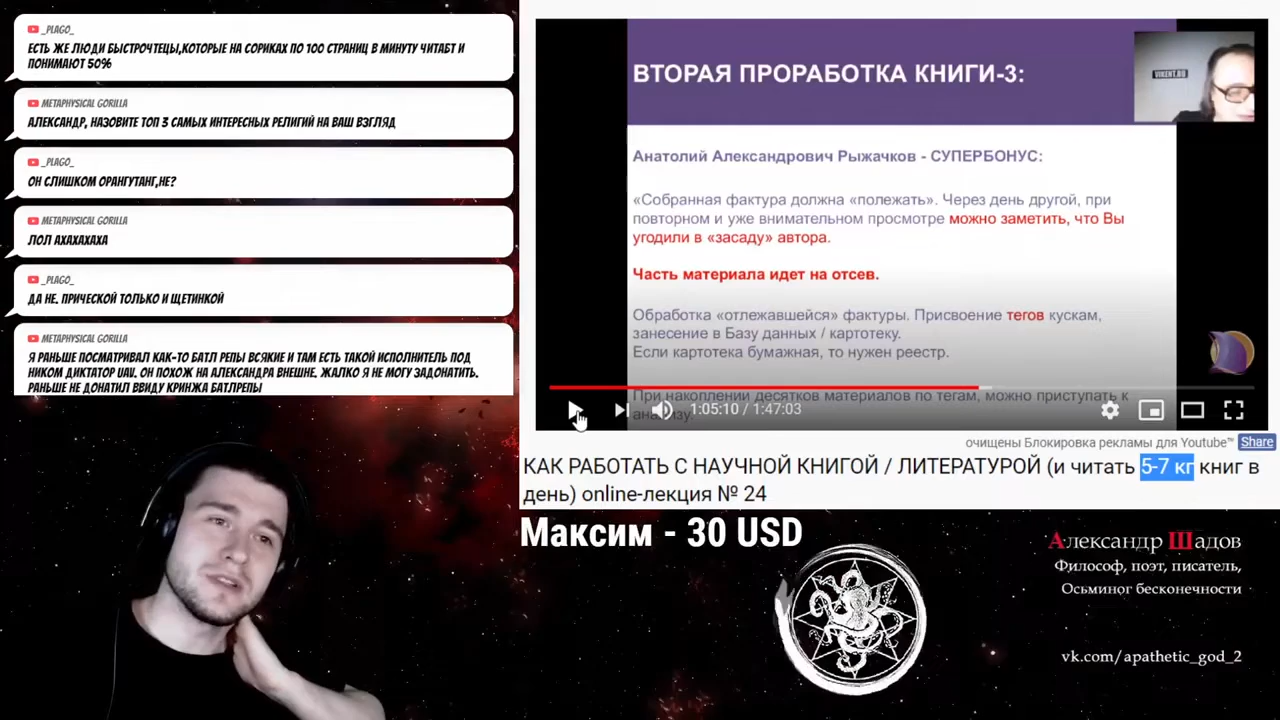 _PLAGO_
ЕСТЬ ЖЕ ЛЮДИ БЫСТРОЧТЕЦЫ,КОТОРЫЕ НА СОРИКАХ ПО 100 СТРАНИЦ В МИНУТУ ЧИТАБТ И
ПОНИМАЮТ 50%
METAPHYSICAL GORILLA
АЛЕКСАНДР, НАЗОВИТЕ ТОП 3 САМЫХ ИНТЕРЕСНЫХ РЕЛИГИЙ НА ВАШ ВЗГЛЯД
_PLAGO_
ОН СЛИШКОМ ОРАНГУТАНГ,НЕ?
METAPHYSICAL GORILLA
ЛОЛ АХАХАХАХА
_PLAGO_
ДА НЕ. ПРИЧЕСКОЙ ТОЛЬКО И ЩЕТИНКОЙ
METAPHYSICAL GORILLA
Я РАНЬШЕ ПОСМАТРИВАЛ КАК-ТО БАТЛ РЕПЫ ВСЯКИЕ И ТАМ ЕСТЬ ТАКОЙ ИСПОЛНИТЕЛЬ ПОД
НИКОМ ДИКТАТОР UAV. ОН ПОХОЖ НА АЛЕКСАНДРА ВНЕШНЕ. ЖАЛКО Я НЕ МОГУ ЗАДОНАТИТЬ.
РАНЬШЕ НЕ ДОНАТИЛ ВВИДУ КРИНЖА БАТЛРЕПЫ
ВТОРАЯ ПРОРАБОТКА КНИГИ-3:
VIKENT.RU
Анатолий Александрович Рыжачков - СУПЕРБОНУС:
«Собранная фактура должна «полежать». Через день другой, при
повторном и уже внимательном просмотре можно заметить, что Вы
угодили в «засаду» автора.
Часть материала идет на отсев.
Обработка «отлежавшейся» фактуры. Присвоение тегов кускам,
занесение в Базу данных / картотеку.
Если картотека бумажная, то нужен реестр.
При накоплении десятков материалов по тегам, можно приступать к
анализу.
1:05:10 / 1:47:03
очищены Блокировка рекламы для Youtube™ Share
КАК РАБОТАТЬ С НАУЧНОЙ КНИГОЙ / ЛИТЕРАТУРОЙ (и читать 5-7 кг книг в
день) online-лекция № 24
Максим - 30 USD
Александр Шадов
Философ, поэт, писатель,
Осьминог бесконечности
vk.com/apathetic_god_2